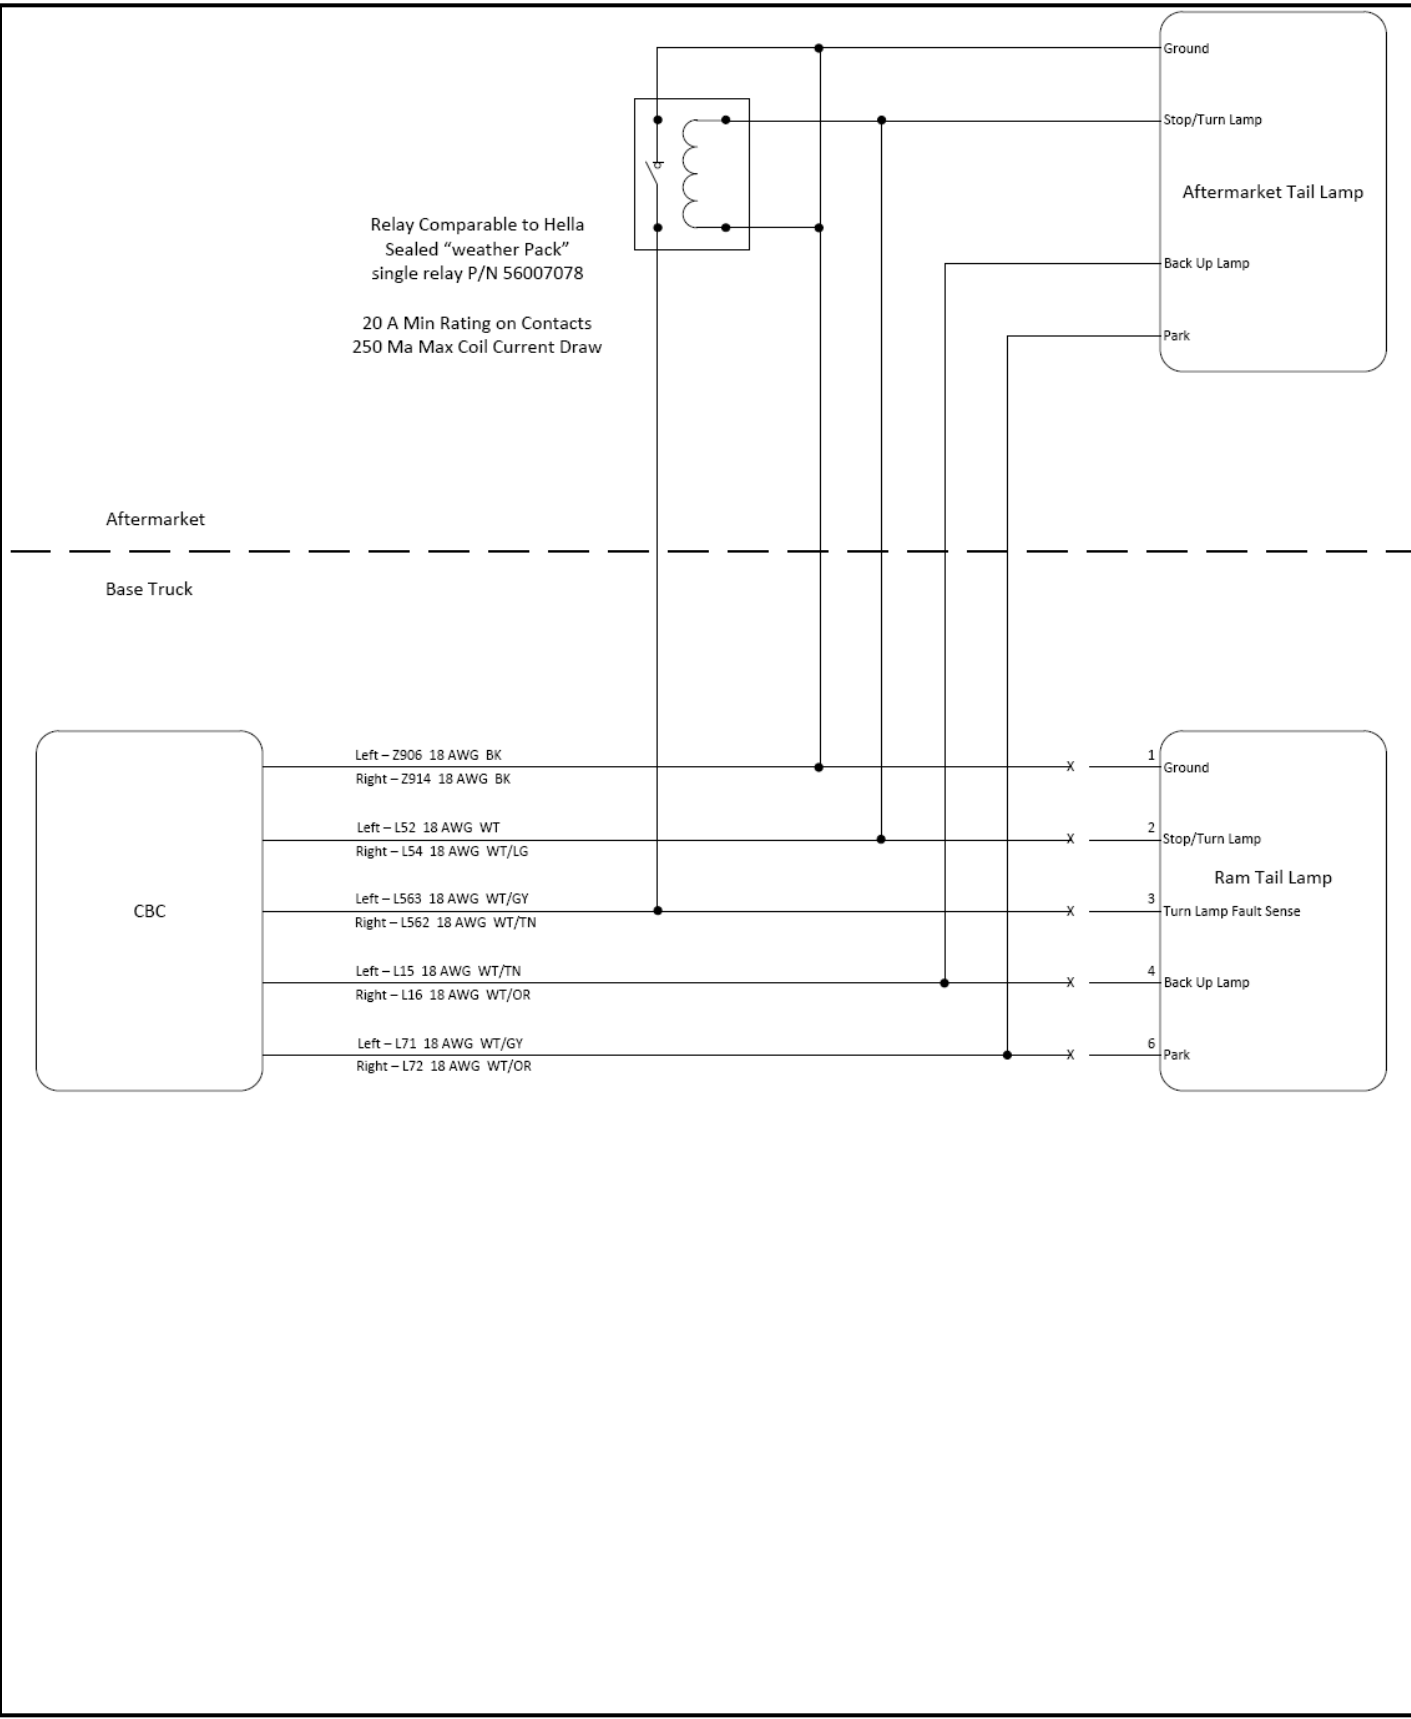 Ground
Stop/Turn Lamp
Aftermarket Tail Lamp
Back Up Lamp
Park
Relay Comparable to Hella
Sealed “weather Pack”
single relay P/N 56007078
20 A Min Rating on Contacts
250 Ma Max Coil Current Draw
Aftermarket
Base Truck
CBC
Left – Z906 18 AWG BK
Right – Z914 18 AWG BK
Left – L52 18 AWG WT
Right – L54 18 AWG WT/LG
Left – L563 18 AWG WT/GY
Right – L562 18 AWG WT/TN
Left – L15 18 AWG WT/TN
Right – L16 18 AWG WT/OR
Left – L71 18 AWG WT/GY
Right – L72 18 AWG WT/OR
X
X
X
X
X
1
Ground
2
Stop/Turn Lamp
Ram Tail Lamp
3
Turn Lamp Fault Sense
4
Back Up Lamp
6
Park